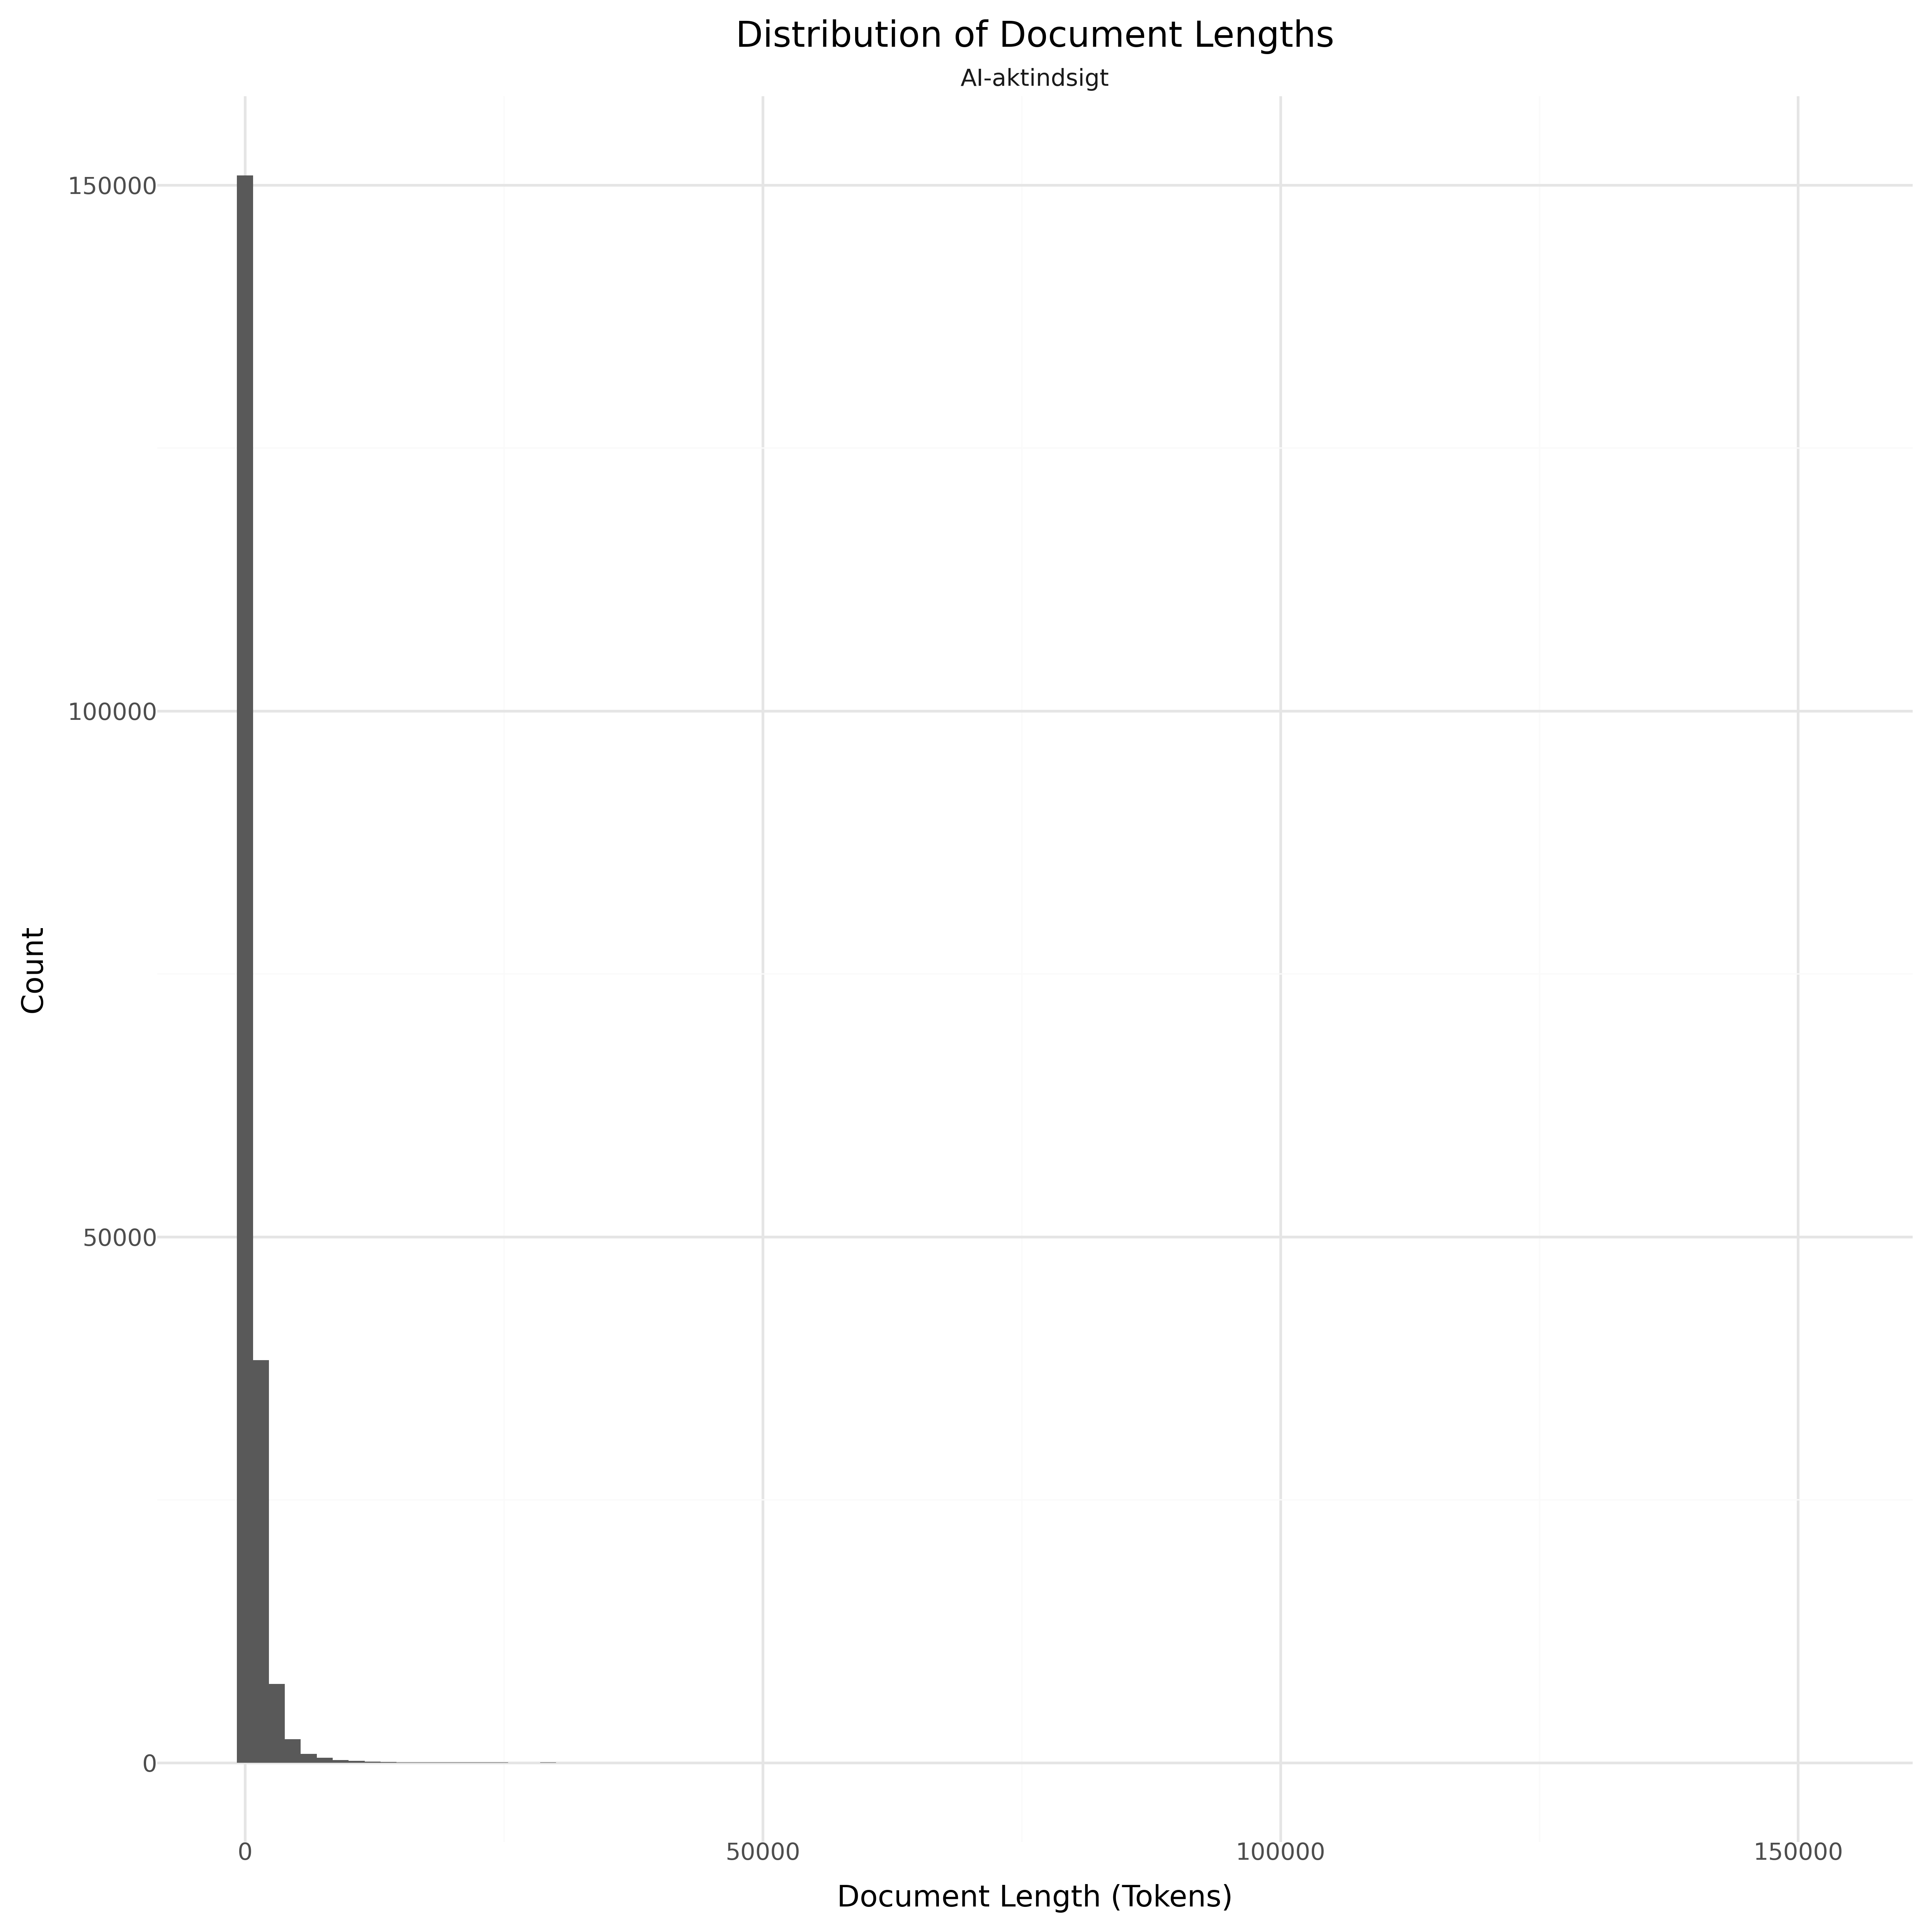 Distribution of Document Lengths
AI-aktindsigt
150000
100000
50000
0
Count
0 50000 100000 150000
Document Length (Tokens)